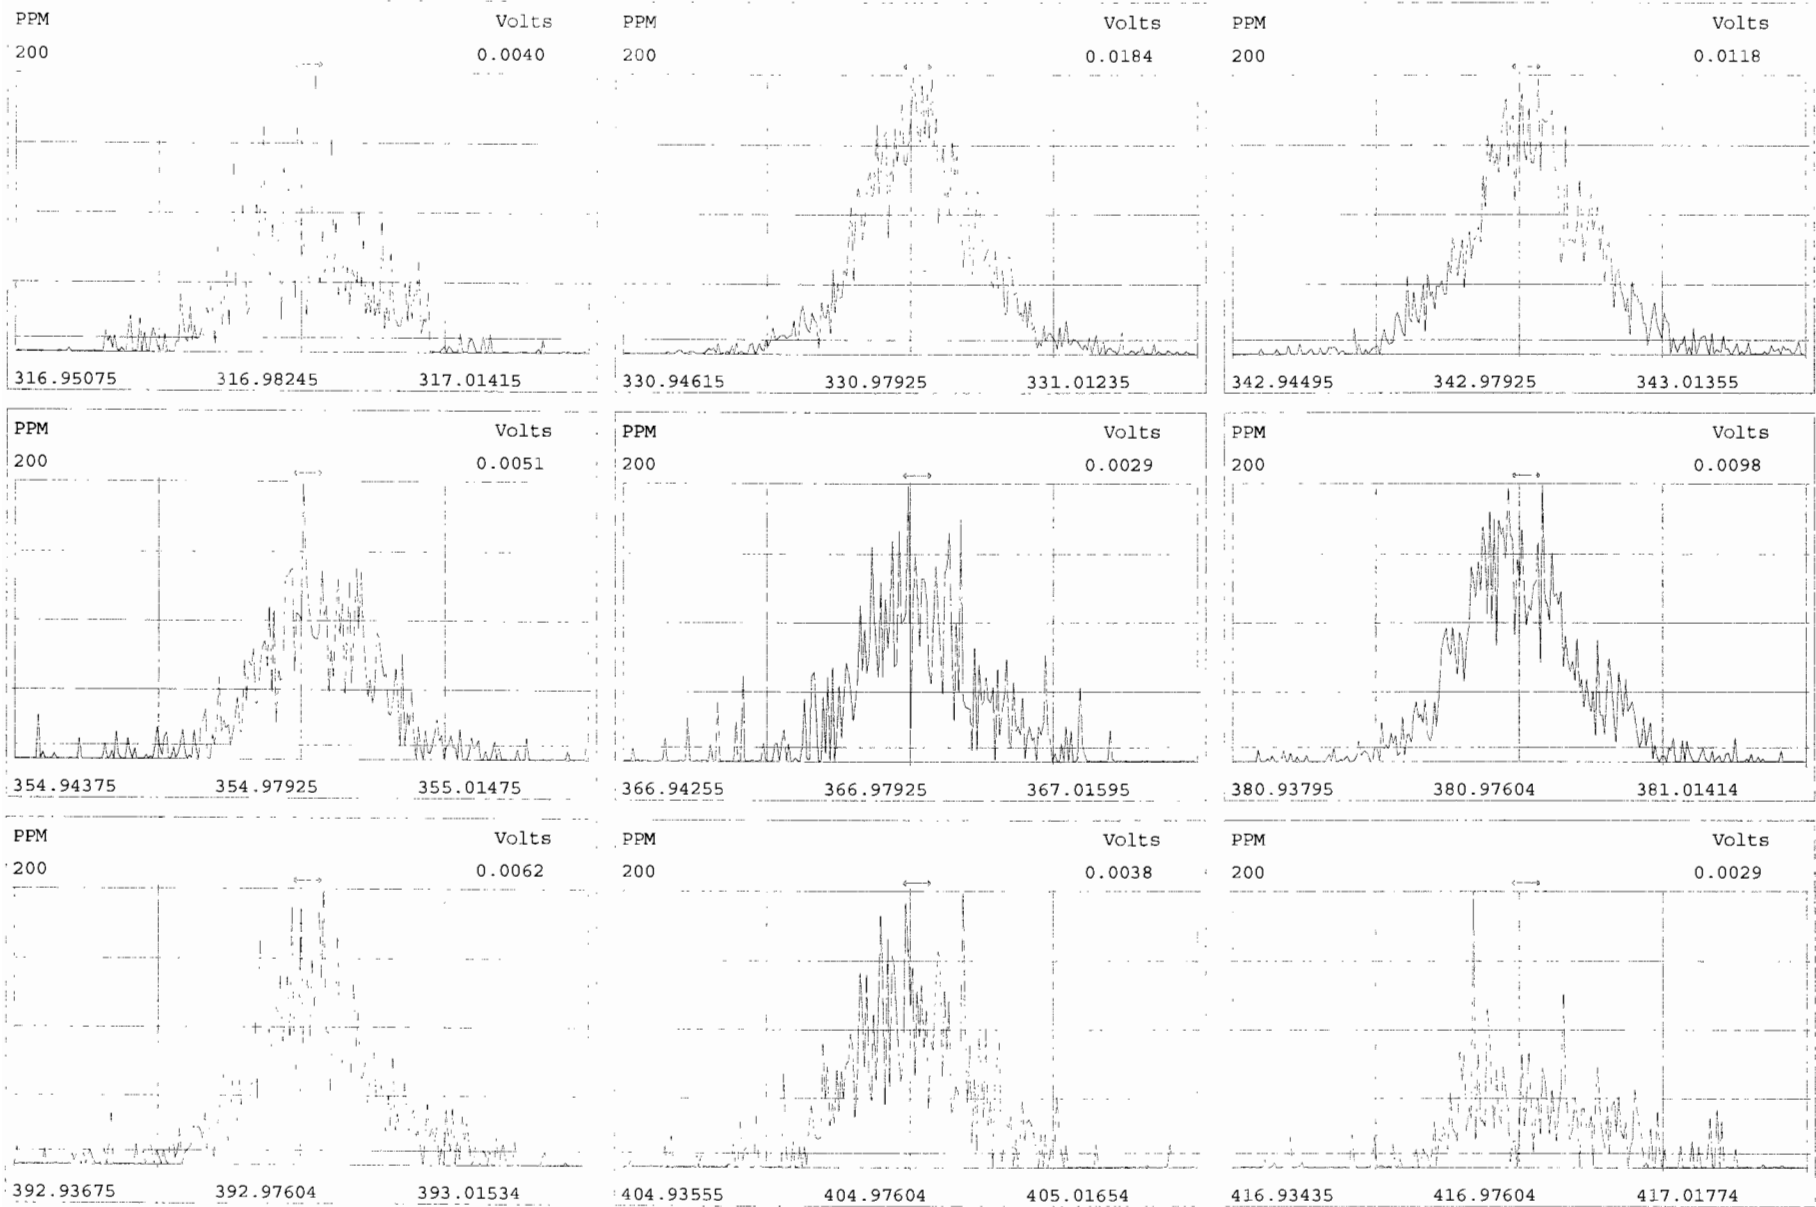 PPM Volts
200 0.0040
316.95075 316.98245 317.01415
PPM Volts
200 0.0184
330.94615 330.97925 331.01235
PPM Volts
200 0.0118
342.94495 342.97925 343.01355
PPM Volts
200 0.0051
354.94375 354.97925 355.01475
PPM Volts
200 0.0029
366.94255 366.97925 367.01595
PPM Volts
200 0.0098
380.93795 380.97604 381.01414
PPM Volts
200 0.0062
392.93675 392.97604 393.01534
PPM Volts
200 0.0038
404.93555 404.97604 405.01654
PPM Volts
200 0.0029
416.93435 416.97604 417.01774